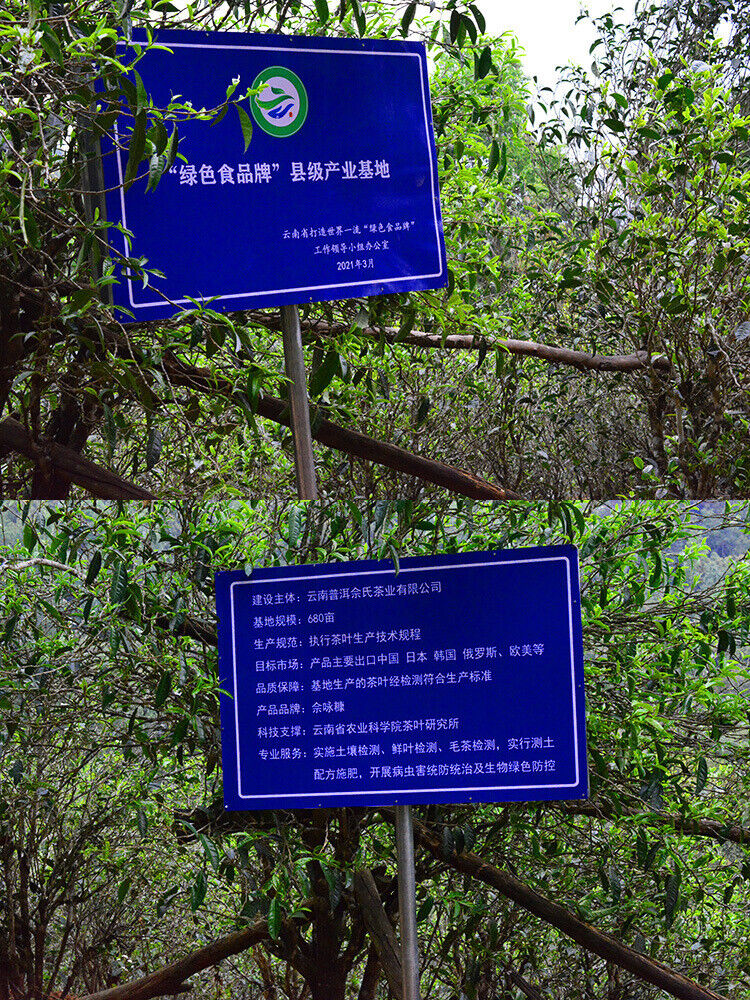 “绿色食品牌”县级产业基地
云南省打造世界一流“绿色食品牌”
工作领导小组办公室
2021年3月
建设主体：云南普洱佘氏茶业有限公司
基地规模：680亩
生产规范：执行茶叶生产技术规程
目标市场：产品主要出口中国 日本 韩国 俄罗斯、欧美等
品质保障：基地生产的茶叶经检测符合生产标准
产品品牌：佘咏糠
科技支撑：云南省农业科学院茶叶研究所
专业服务：实施土壤检测、鲜叶检测、毛茶检测，实行测土
配方施肥，开展病虫害统防统治及生物绿色防控